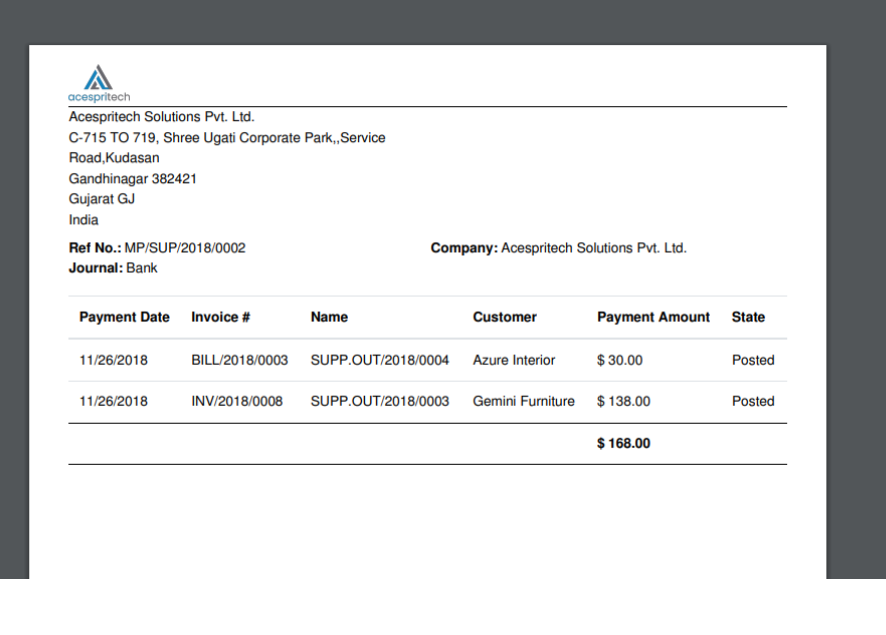 acespritech
Acespritech Solutions Pvt. Ltd.
C-715 TO 719, Shree Ugati Corporate Park,,Service
Road,Kudasan
Gandhinagar 382421
Gujarat GJ
India
Ref No.: MP/SUP/2018/0002 Company: Acespritech Solutions Pvt. Ltd.
Journal: Bank
Payment Date Invoice # Name Customer Payment Amount State
11/26/2018 BILL/2018/0003 SUPP.OUT/2018/0004 Azure Interior $ 30.00 Posted
11/26/2018 INV/2018/0008 SUPP.OUT/2018/0003 Gemini Furniture $ 138.00 Posted
$ 168.00